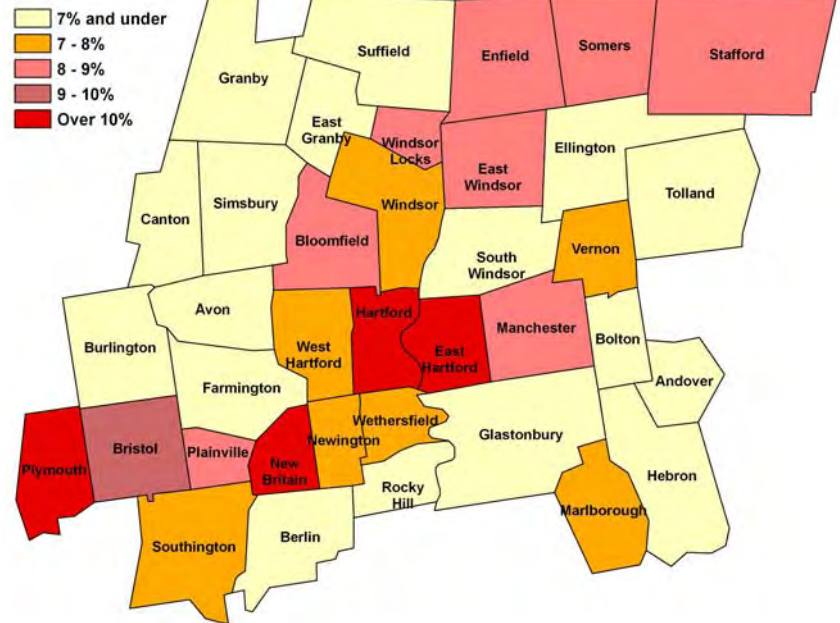 7% and under
7 - 8%
8 - 9%
9 - 10%
Over 10%
Granby
Suffield
Enfield
Somers
Stafford
East
Granby
Windsor
Locks
East
Windsor
Ellington
Tolland
Canton
Simsbury
Windsor
Bloomfield
South
Windsor
Vernon
Avon
Hartford
Burlington
West
Hartford
East
Hartford
Manchester
Bolton
Andover
Farmington
Wethersfield
Newington
Glastonbury
Plymouth
Bristol
Plainville
New
Britain
Rocky
Hill
Hebron
Marlborough
Southington
Berlin